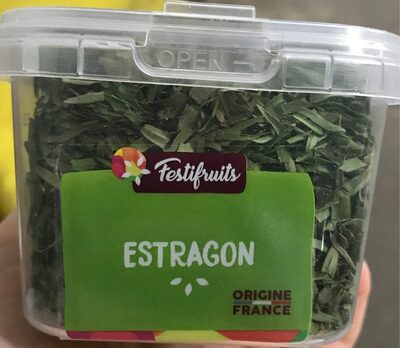 OPEN
Festifruits
ESTRAGON
ORIGINE
FRANCE